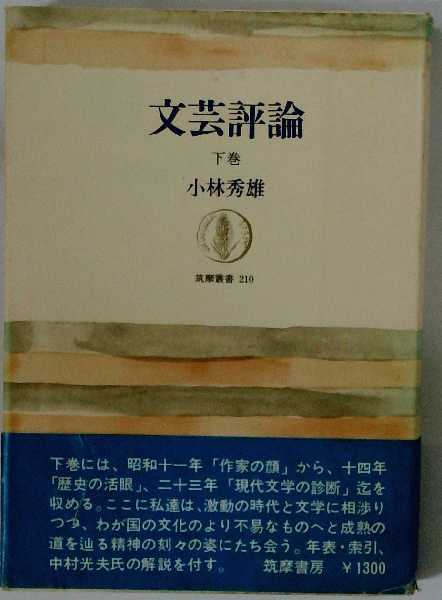 文芸評論
下巻
小林秀雄
筑摩叢書 210
下巻には、昭和十一年「作家の顔」から、十四年
「歴史の活眼」、二十三年「現代文学の診断」迄を
収める。ここに私達は、激動の時代と文学に相渉り
つつ、わが国の文化のより不易なものへと成熟の
道を辿る精神の刻々の姿にたち会う。年表・索引、
中村光夫氏の解説を付す。 筑摩書房 ¥1300